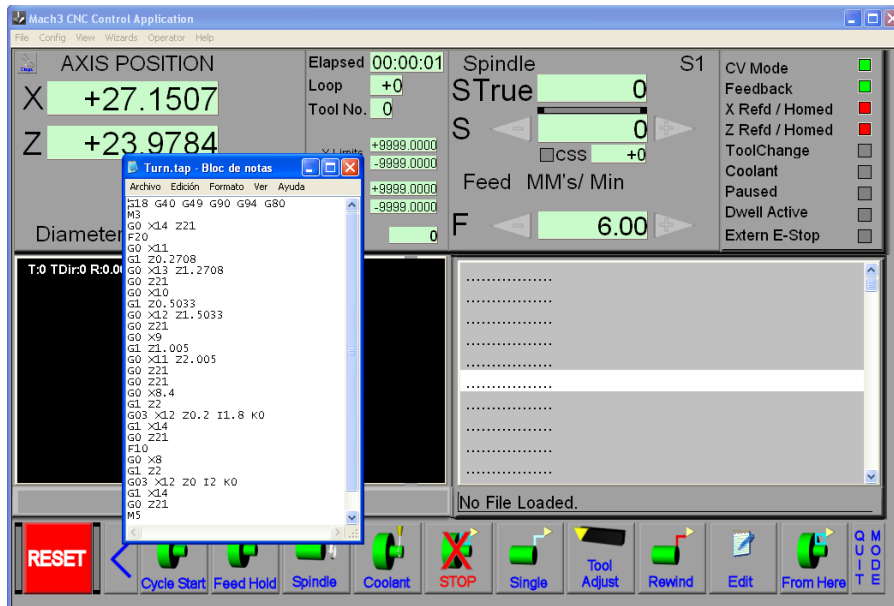 Mach3 CNC Control Application
File Config View Wizards Operator Help
AXIS POSITION
X +27.1507
Z +23.9784
Diameter
Elapsed 00:00:01
Loop +0
Tool No. 0
X Limits +9999.0000
-9999.0000
+9999.0000
-9999.0000
0
Spindle S1
STrue 0
S 0
css +0
Feed MM's/ Min
F 6.00
CV Mode
Feedback
X Refd / Homed
Z Refd / Homed
ToolChange
Coolant
Paused
Dwell Active
Extern E-Stop
T:0 TDir:0 R:0.00
Turn.tap - Bloc de notas
Archivo Edición Formato Ver Ayuda
G18 G40 G49 G90 G94 G80
M3
G0 X14 Z21
F20
G0 X11
G1 Z0.2708
G0 X13 Z1.2708
G0 Z21
G0 X10
G1 Z0.5033
G0 X12 Z1.5033
G0 Z21
G0 X9
G1 Z1.005
G0 X11 Z2.005
G0 Z21
G0 Z21
G0 X8.4
G1 Z2
G03 X12 Z0.2 I1.8 K0
G1 X14
G0 Z21
F10
G0 X8
G1 Z2
G03 X12 Z0 I2 K0
G1 X14
G0 Z21
M5
.................
.................
.................
.................
.................
.................
.................
.................
.................
.................
No File Loaded.
RESET
Cycle Start
Feed Hold
Spindle
Coolant
STOP
Single
Tool Adjust
Rewind
Edit
From Here
QUIT
MODE